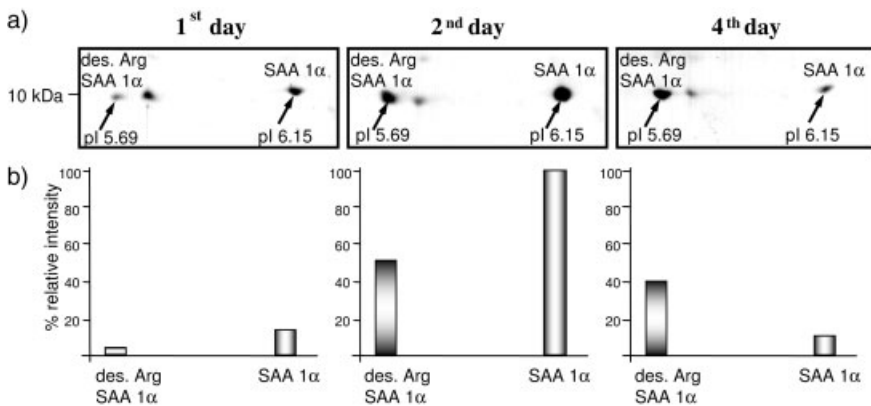 a)
1st day
2nd day
4th day
des. Arg
SAA 1α
SAA 1α
10 kDa
pI 5.69
pI 6.15
des. Arg
SAA 1α
SAA 1α
pI 5.69
pI 6.15
des. Arg
SAA 1α
SAA 1α
pI 5.69
pI 6.15
b)
% relative intensity
100
80
60
40
20
des. Arg
SAA 1α
SAA 1α
100
80
60
40
20
des. Arg
SAA 1α
SAA 1α
100
80
60
40
20
des. Arg
SAA 1α
SAA 1α